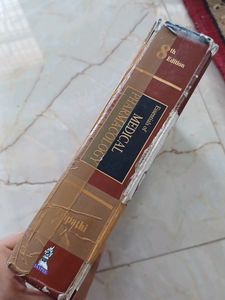 8th
Edition
Essentials of
MEDICAL
PHARMACOLOGY